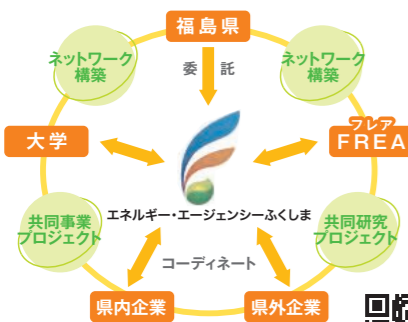 福島県
ネットワーク
構築
委託
ネットワーク
構築
大学
フレア
FREA
エネルギー・エージェンシーふくしま
共同事業
プロジェクト
コーディネート
共同研究
プロジェクト
県内企業
県外企業